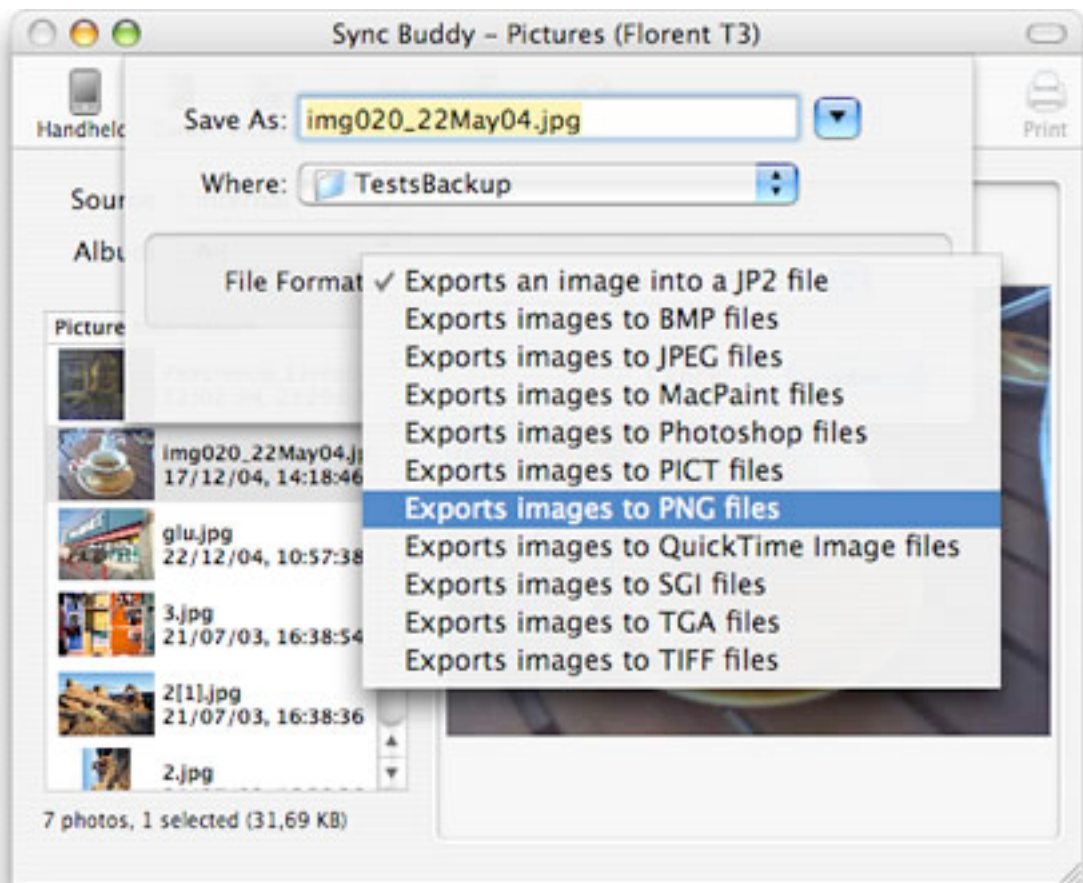 Sync Buddy – Pictures (Florent T3)
Handheld
Print
Save As: img020_22May04.jpg
Where: TestsBackup
Sour
Albu
File Format
✓ Exports an image into a JP2 file
Exports images to BMP files
Exports images to JPEG files
Exports images to MacPaint files
Exports images to Photoshop files
Exports images to PICT files
Exports images to PNG files
Exports images to QuickTime Image files
Exports images to SGI files
Exports images to TGA files
Exports images to TIFF files
Picture
img020_22May04.j
17/12/04, 14:18:46
glu.jpg
22/12/04, 10:57:38
3.jpg
21/07/03, 16:38:54
2[1].jpg
21/07/03, 16:38:36
2.jpg
7 photos, 1 selected (31,69 KB)